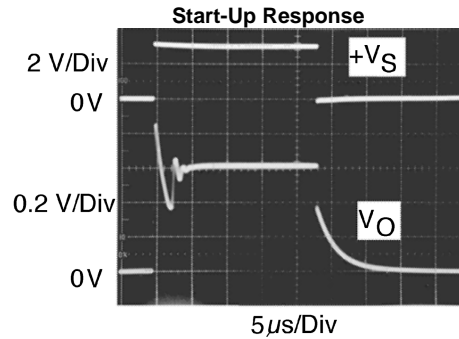 Start-Up Response
2 V/Div
+VS
0V
0.2 V/Div
VO
0V
5µs/Div